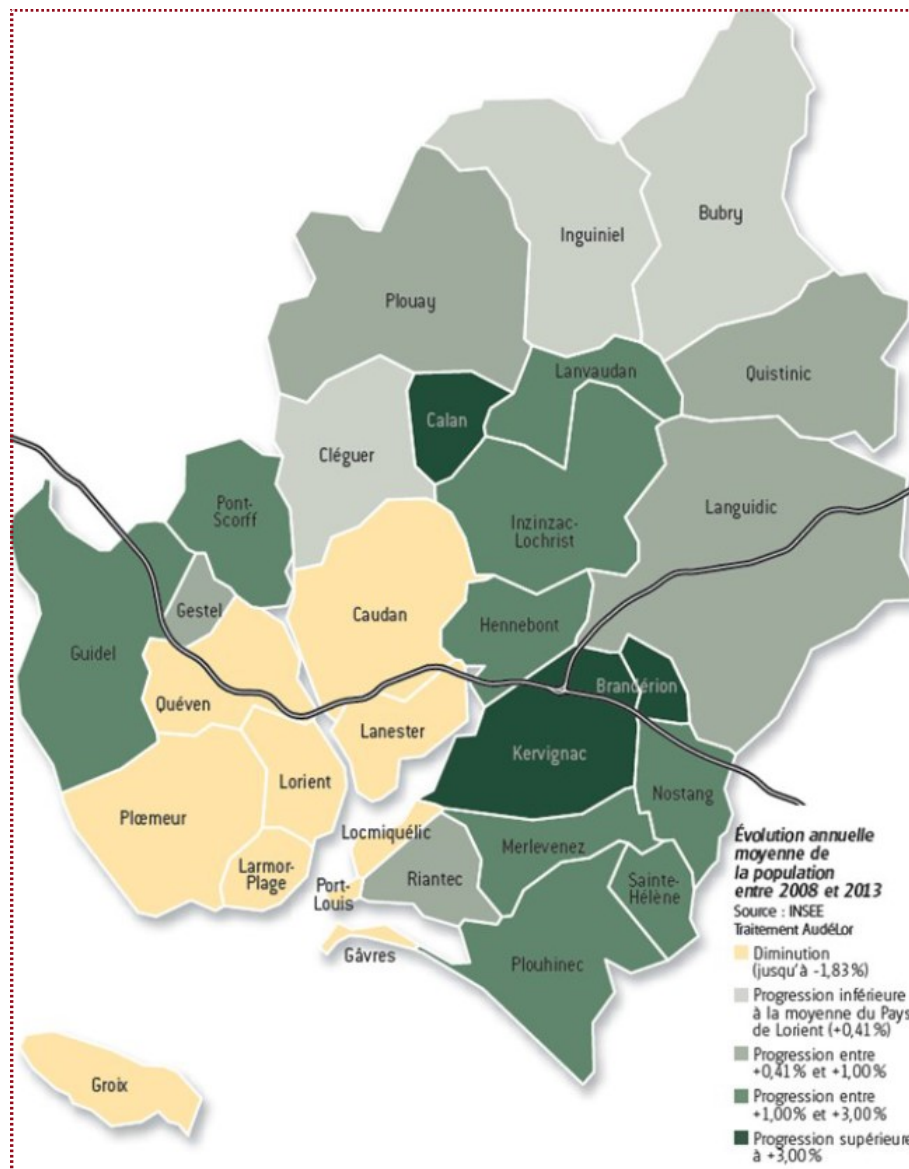 Bubry
Inguiniel
Plouay
Lanvaudan
Quistinic
Calan
Cléguer
Pont-
Scorff
Inzinzac-
Lochrist
Languidic
Gestel
Caudan
Hennebont
Guidel
Brandérion
Quéven
Lanester
Kervignac
Lorient
Nostang
Plœmeur
Locmiquélic
Merlevenez
Larmor-
Plage
Port-
Louis
Riantec
Sainte-
Hélène
Gâvres
Plouhinec
Groix
Évolution annuelle
moyenne de
la population
entre 2008 et 2013
Source : INSEE
Traitement AudéLor
Diminution
(jusqu'à -1,83%)
Progression inférieure
à la moyenne du Pays
de Lorient (+0,41%)
Progression entre
+0,41% et +1,00%
Progression entre
+1,00% et +3,00%
Progression supérieure
à +3,00%